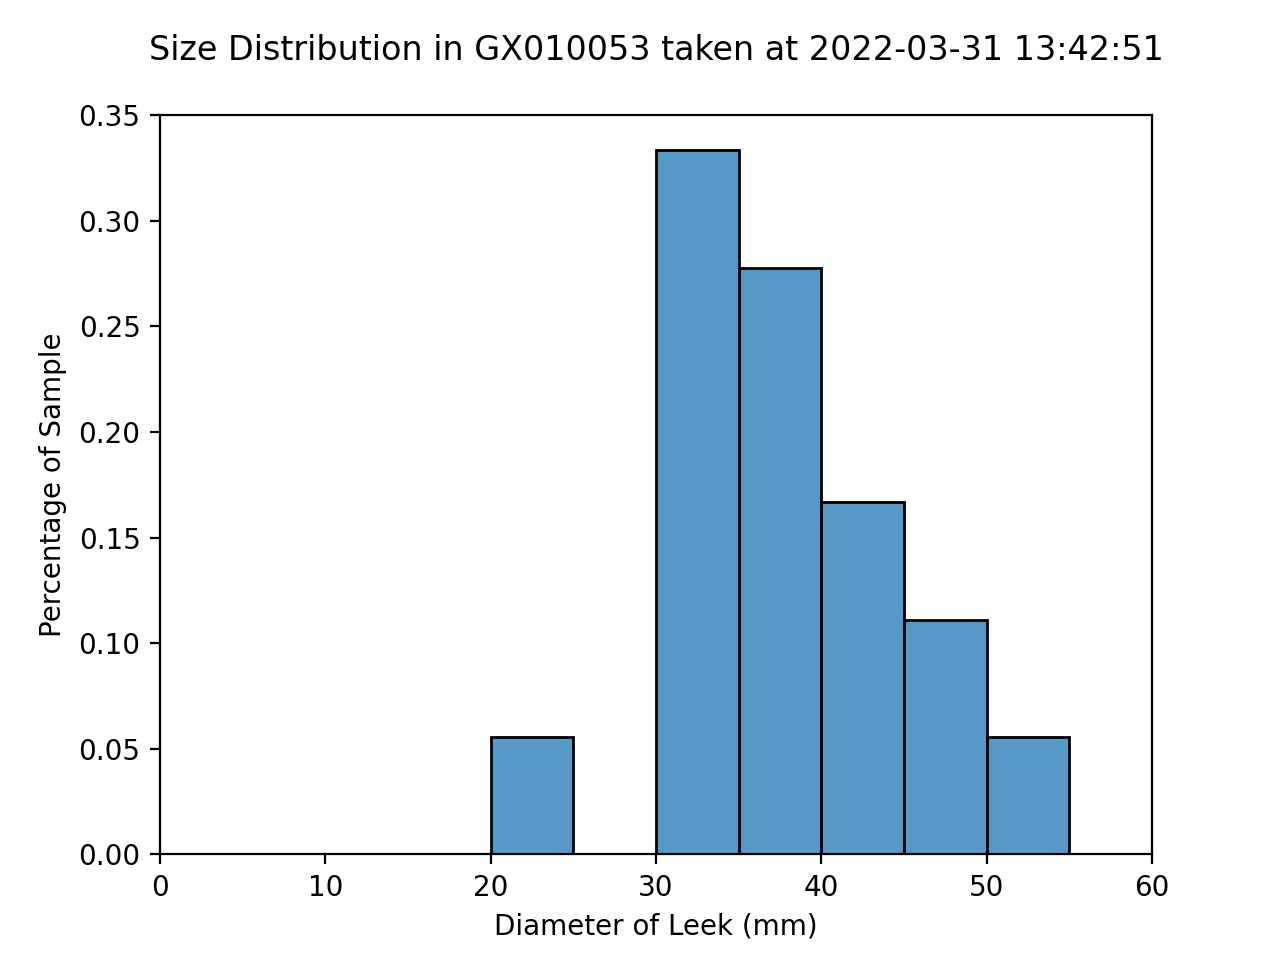 Size Distribution in GX010053 taken at 2022-03-31 13:42:51
0.35
0.30
0.25
0.20
0.15
0.10
0.05
0.00
Percentage of Sample
0 10 20 30 40 50 60
Diameter of Leek (mm)